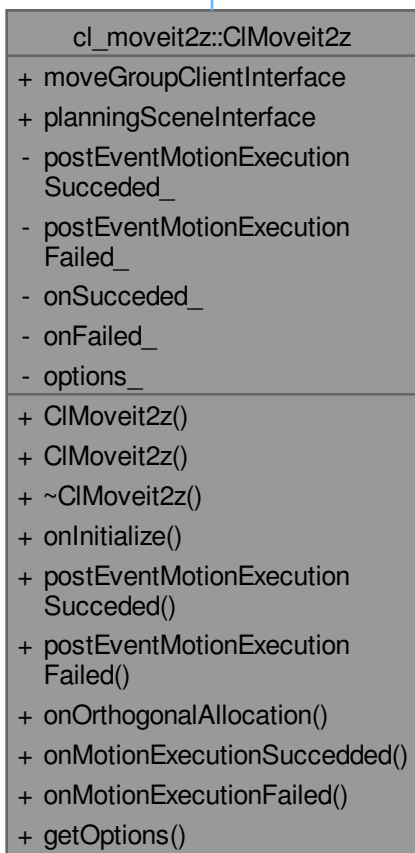 cl_moveit2z::ClMoveit2z
+ moveGroupClientInterface
+ planningSceneInterface
- postEventMotionExecution
Succeded_
- postEventMotionExecution
Failed_
- onSucceded_
- onFailed_
- options_
+ ClMoveit2z()
+ ClMoveit2z()
+ ~ClMoveit2z()
+ onInitialize()
+ postEventMotionExecution
Succeded()
+ postEventMotionExecution
Failed()
+ onOrthogonalAllocation()
+ onMotionExecutionSuccedded()
+ onMotionExecutionFailed()
+ getOptions()